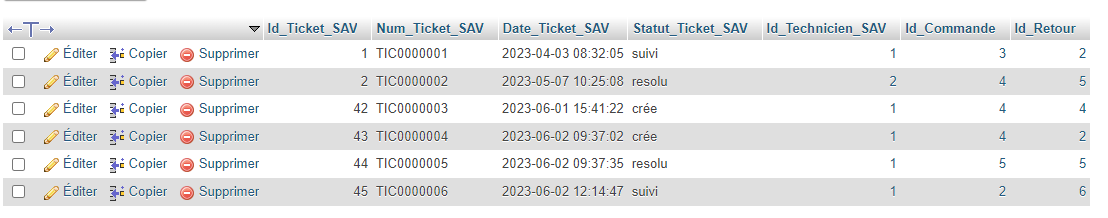 Id_Ticket_SAV Num_Ticket_SAV Date_Ticket_SAV Statut_Ticket_SAV Id_Technicien_SAV Id_Commande Id_Retour
Éditer Copier Supprimer 1 TIC0000001 2023-04-03 08:32:05 suivi 1 3 2
Éditer Copier Supprimer 2 TIC0000002 2023-05-07 10:25:08 resolu 2 4 5
Éditer Copier Supprimer 42 TIC0000003 2023-06-01 15:41:22 crée 1 4 4
Éditer Copier Supprimer 43 TIC0000004 2023-06-02 09:37:02 crée 1 4 2
Éditer Copier Supprimer 44 TIC0000005 2023-06-02 09:37:35 resolu 1 5 5
Éditer Copier Supprimer 45 TIC0000006 2023-06-02 12:14:47 suivi 1 2 6